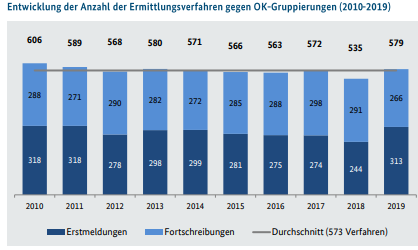 Entwicklung der Anzahl der Ermittlungsverfahren gegen OK-Gruppierungen (2010-2019)
606 589 568 580 571 566 563 572 535 579
288 271 290 282 272 285 288 298 291 266
318 318 278 298 299 281 275 274 244 313
2010 2011 2012 2013 2014 2015 2016 2017 2018 2019
Erstmeldungen Fortschreibungen Durchschnitt (573 Verfahren)